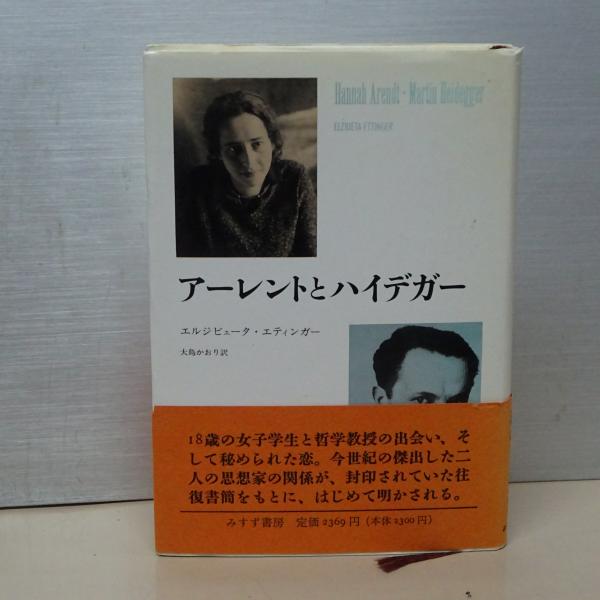 Hannah Arendt・Martin Heidegger
ELŻBIETA ETTINGER
アーレントとハイデガー
エルジビェータ・エティンガー
大島かおり訳
18歳の女子学生と哲学教授の出会い、そ
して秘められた恋。今世紀の傑出した二
人の思想家の関係が、封印されていた往
復書簡をもとに、はじめて明かされる。
みすず書房 定価2369円(本体2300円)